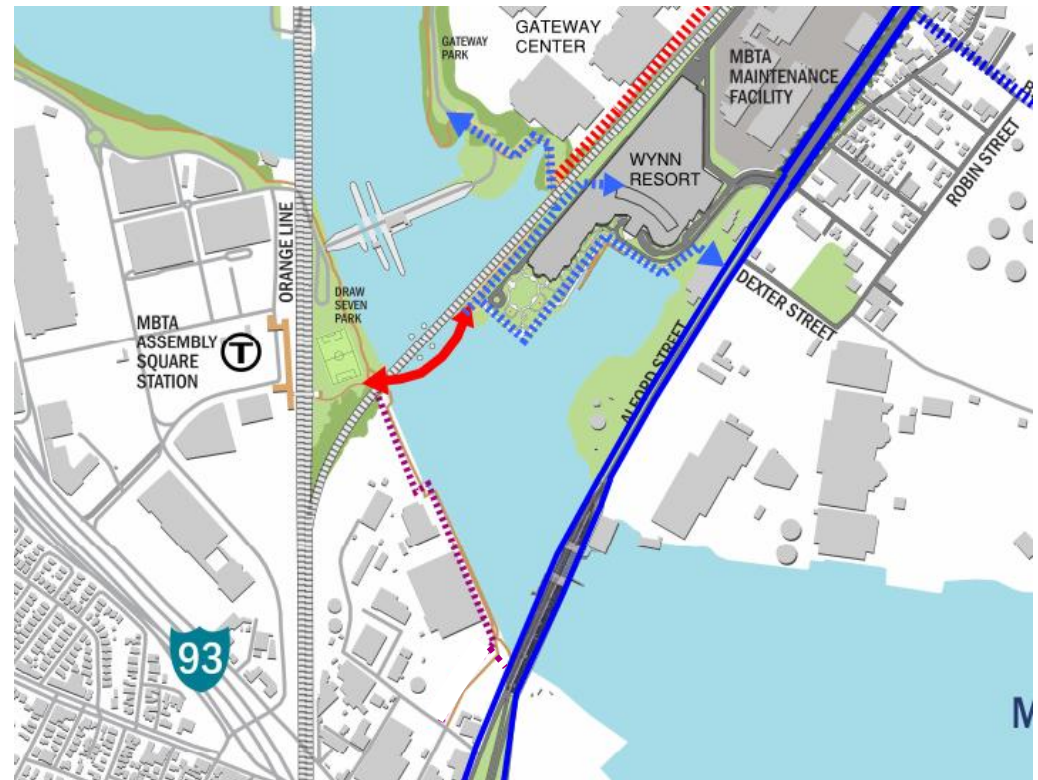 GATEWAY
CENTER
GATEWAY
PARK
MBTA
MAINTENANCE
FACILITY
WYNN
RESORT
ROBIN STREET
ORANGE LINE
DEXTER STREET
DRAW
SEVEN
PARK
MBTA
ASSEMBLY
SQUARE
STATION
T
ALFORD STREET
93
M